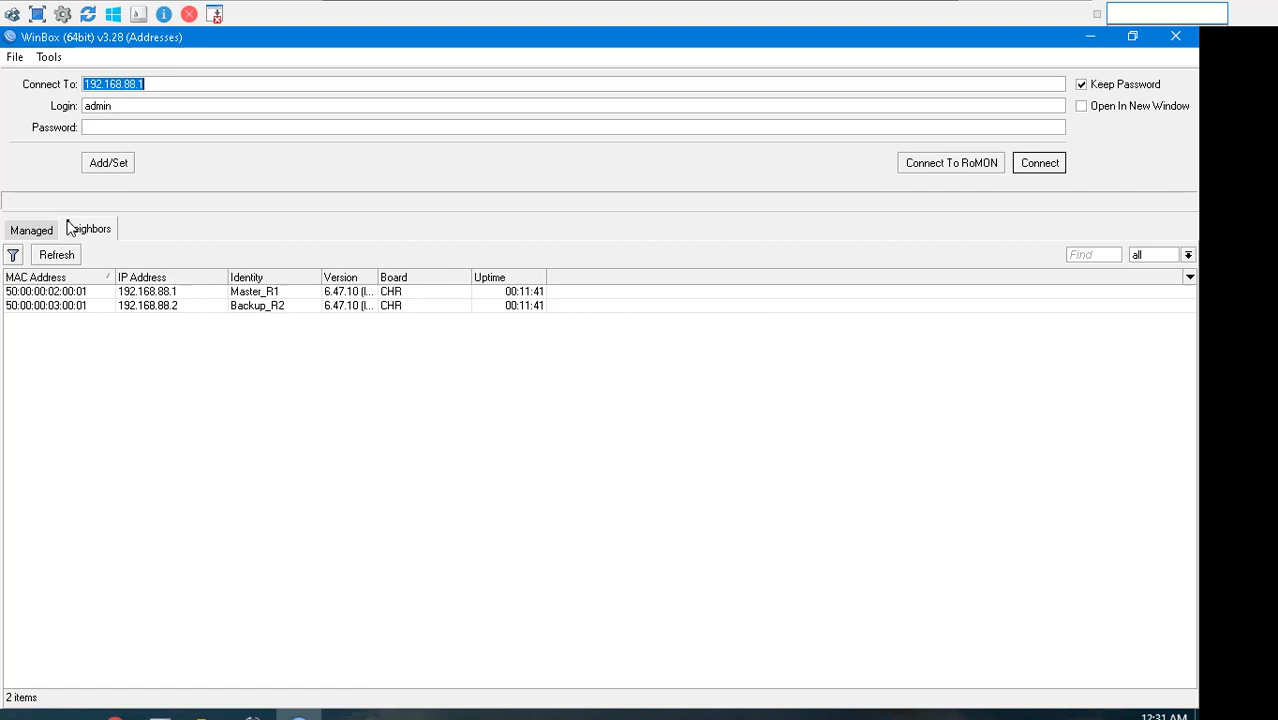 WinBox (64bit) v3.28 (Addresses)
File Tools
Connect To: 192.168.88.1 Keep Password
Login: admin Open In New Window
Password:
Add/Set Connect To RoMON Connect
Managed eighbors
Refresh Find all
MAC Address IP Address Identity Version Board Uptime
50:00:00:02:00:01 192.168.88.1 Master_R1 6.47.10 (l... CHR 00:11:41
50:00:00:03:00:01 192.168.88.2 Backup_R2 6.47.10 (l... CHR 00:11:41
2 items
12:31 AM